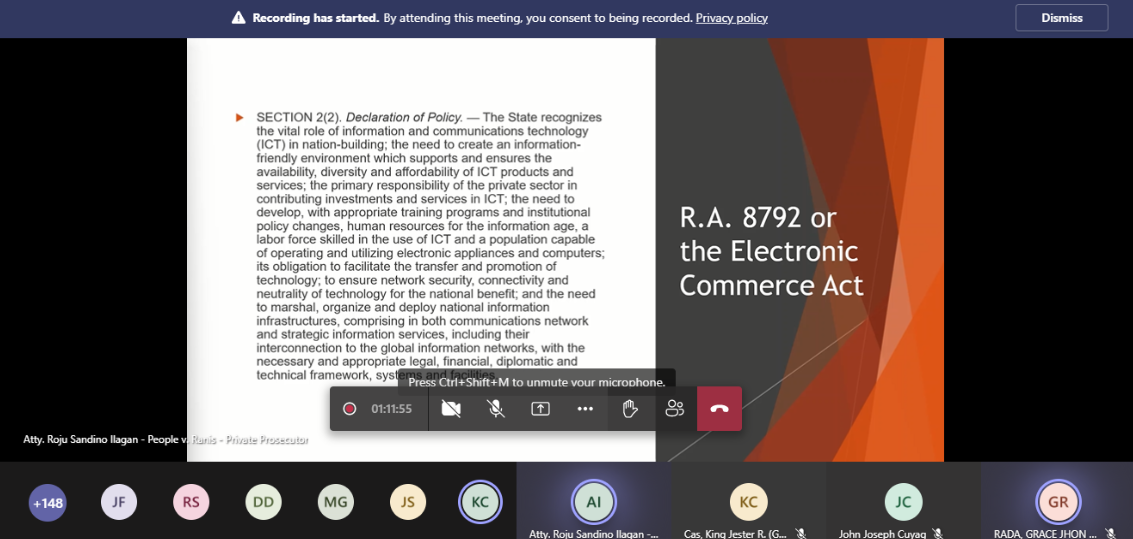 Recording has started. By attending this meeting, you consent to being recorded. Privacy policy
Dismiss
SECTION 2(2). Declaration of Policy. — The State recognizes
the vital role of information and communications technology
(ICT) in nation-building; the need to create an information-
friendly environment which supports and ensures the
availability, diversity and affordability of ICT products and
services; the primary responsibility of the private sector in
contributing investments and services in ICT; the need to
develop, with appropriate training programs and institutional
policy changes, human resources for the information age, a
labor force skilled in the use of ICT and a population capable
of operating and utilizing electronic appliances and computers;
its obligation to facilitate the transfer and promotion of
technology; to ensure network security, connectivity and
neutrality of technology for the national benefit; and the need
to marshal, organize and deploy national information
infrastructures, comprising in both communications network
and strategic information services, including their
interconnection to the global information networks, with the
necessary and appropriate legal, financial, diplomatic and
technical framework, systems and facilities.
R.A. 8792 or
the Electronic
Commerce Act
Press Ctrl+Shift+M to unmute your microphone.
01:11:55
Atty. Roju Sandino Ilagan - People v. Ranis - Private Prosecutor
+148
JF
RS
DD
MG
JS
KC
AI
KC
JC
GR
Atty. Roju Sandino Ilagan -...
Cas, King Jester R. (G...
John Joseph Cuyag
RADA, GRACE JHON ...